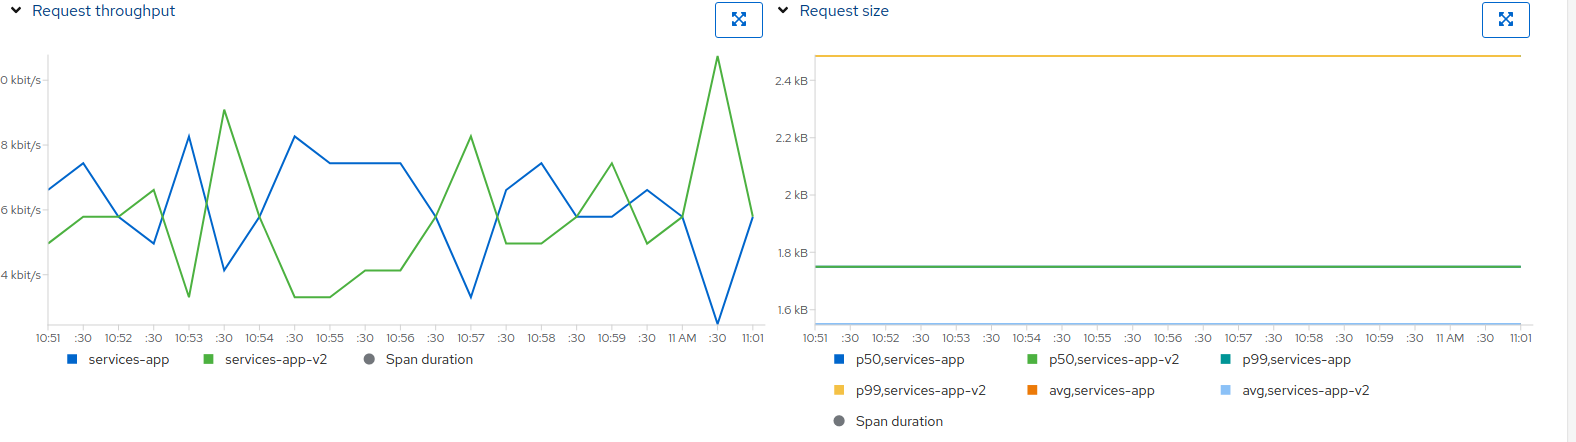 Request throughput
0 kbit/s
8 kbit/s
6 kbit/s
4 kbit/s
10:51 :30 10:52 :30 10:53 :30 10:54 :30 10:55 :30 10:56 :30 10:57 :30 10:58 :30 10:59 :30 11 AM :30 11:01
services-app services-app-v2 Span duration
Request size
2.4 kB
2.2 kB
2 kB
1.8 kB
1.6 kB
10:51 :30 10:52 :30 10:53 :30 10:54 :30 10:55 :30 10:56 :30 10:57 :30 10:58 :30 10:59 :30 11 AM :30 11:01
p50,services-app p50,services-app-v2 p99,services-app
p99,services-app-v2 avg,services-app avg,services-app-v2
Span duration